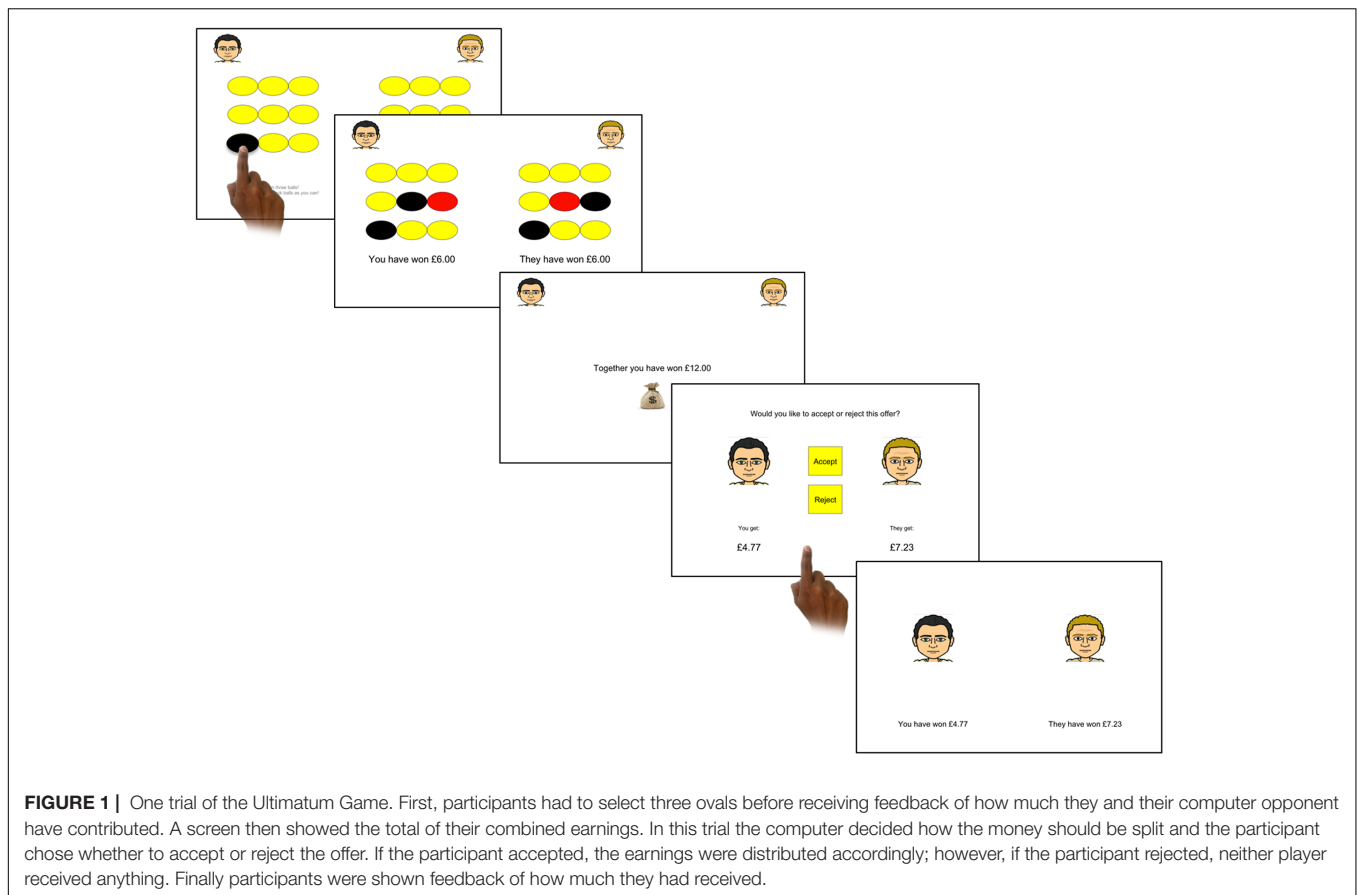 n three balls!
ck balls as you can!
You have won £6.00
They have won £6.00
Together you have won £12.00
$
Would you like to accept or reject this offer?
Accept
Reject
You get:
They get:
£4.77
£7.23
You have won £4.77
They have won £7.23
FIGURE 1 | One trial of the Ultimatum Game. First, participants had to select three ovals before receiving feedback of how much they and their computer opponent
have contributed. A screen then showed the total of their combined earnings. In this trial the computer decided how the money should be split and the participant
chose whether to accept or reject the offer. If the participant accepted, the earnings were distributed accordingly; however, if the participant rejected, neither player
received anything. Finally participants were shown feedback of how much they had received.